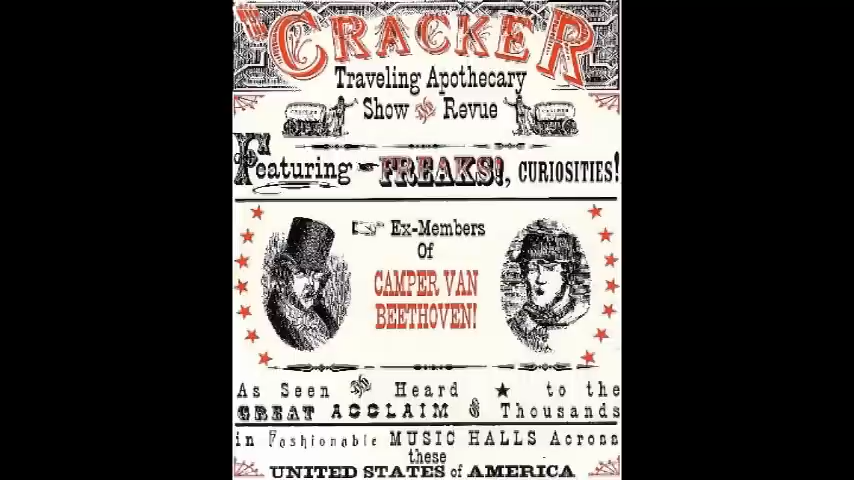 THE CRACKER
Traveling Apothecary
Show And Revue
Featuring FREAKS!, CURIOSITIES!
Ex-Members
Of
CAMPER VAN
BEETHOVEN!
As Seen And Heard ★ to the
GREAT ACCLAIM of Thousands
in Fashionable MUSIC HALLS Across
these
UNITED STATES of AMERICA